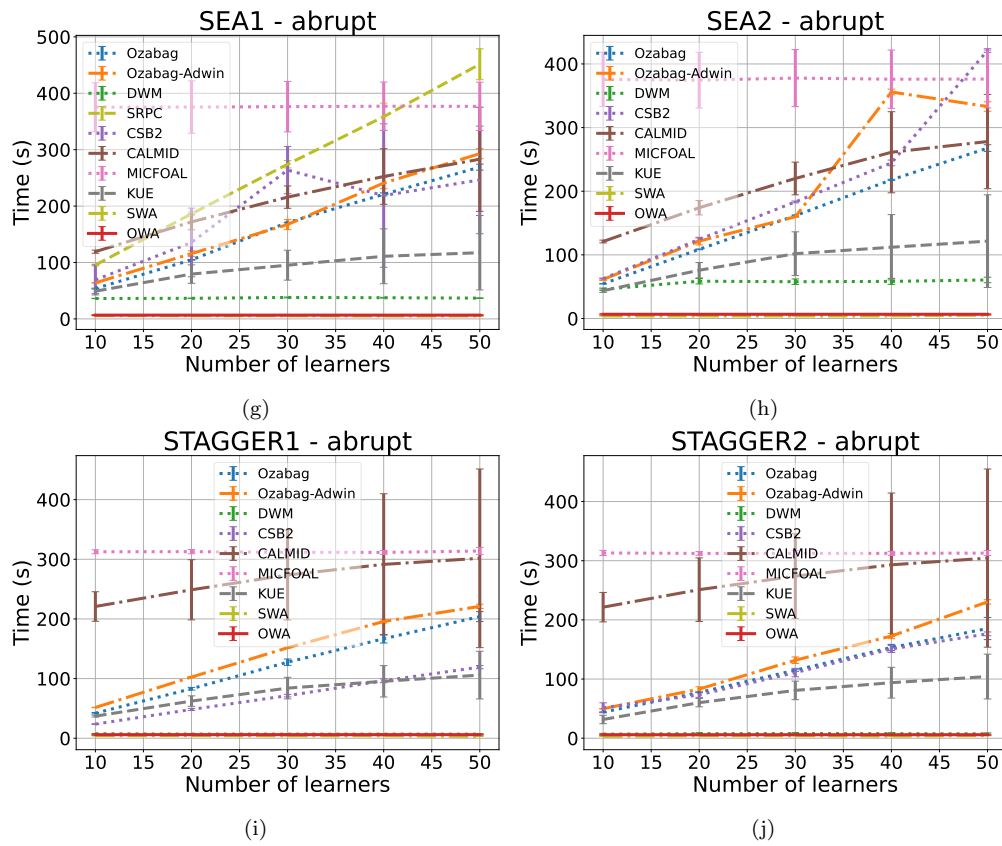 SEA1 - abrupt
Time (s)
500
400
300
200
100
0
Ozabag
Ozabag-Adwin
DWM
SRPC
CSB2
CALMID
MICFOAL
KUE
SWA
OWA
10 15 20 25 30 35 40 45 50
Number of learners
(g)
SEA2 - abrupt
Time (s)
400
300
200
100
0
Ozabag
Ozabag-Adwin
DWM
CSB2
CALMID
MICFOAL
KUE
SWA
OWA
10 15 20 25 30 35 40 45 50
Number of learners
(h)
STAGGER1 - abrupt
Time (s)
400
300
200
100
0
Ozabag
Ozabag-Adwin
DWM
CSB2
CALMID
MICFOAL
KUE
SWA
OWA
10 15 20 25 30 35 40 45 50
Number of learners
(i)
STAGGER2 - abrupt
Time (s)
400
300
200
100
0
Ozabag
Ozabag-Adwin
DWM
CSB2
CALMID
MICFOAL
KUE
SWA
OWA
10 15 20 25 30 35 40 45 50
Number of learners
(j)